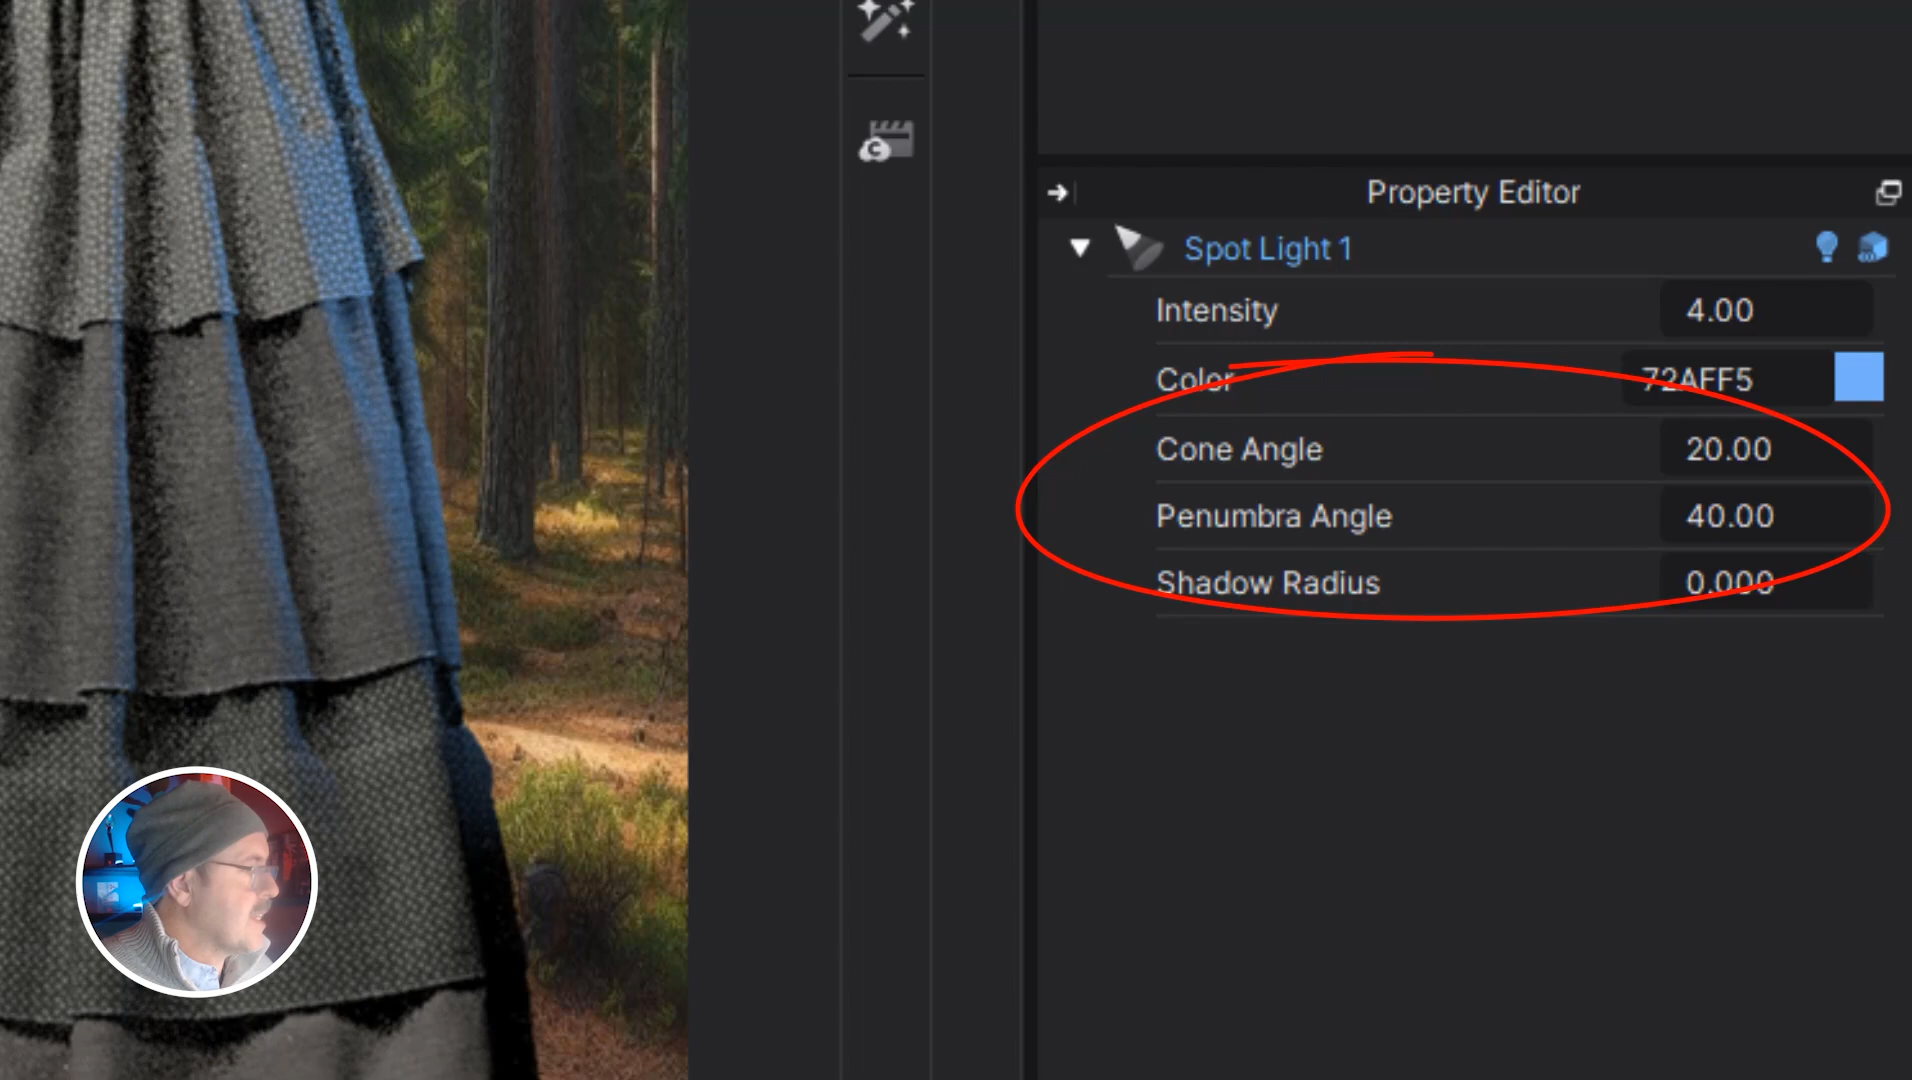 Property Editor
Spot Light 1
Intensity 4.00
Color 72AFF5
Cone Angle 20.00
Penumbra Angle 40.00
Shadow Radius 0.000